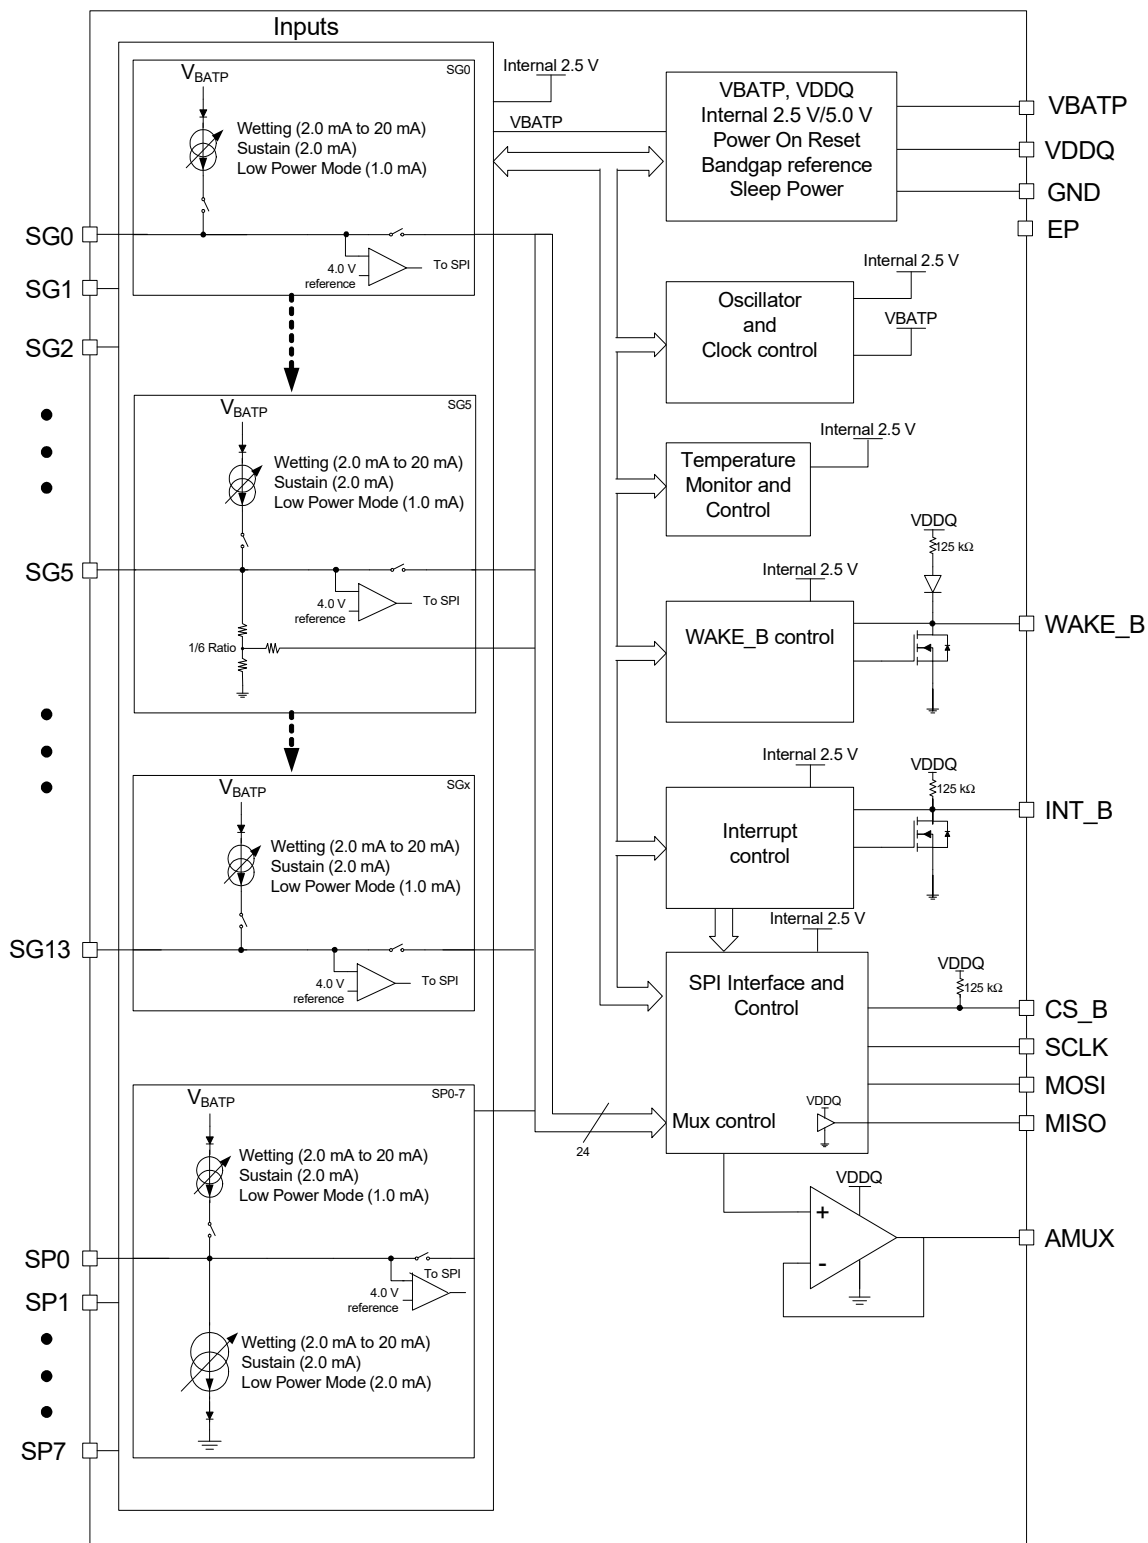 Inputs
SG0
VBATP
Wetting (2.0 mA to 20 mA)
Sustain (2.0 mA)
Low Power Mode (1.0 mA)
To SPI
4.0 V
reference
SG0
SG1
SG2
SG5
VBATP
Wetting (2.0 mA to 20 mA)
Sustain (2.0 mA)
Low Power Mode (1.0 mA)
To SPI
4.0 V
reference
1/6 Ratio
SG5
SGx
VBATP
Wetting (2.0 mA to 20 mA)
Sustain (2.0 mA)
Low Power Mode (1.0 mA)
To SPI
4.0 V
reference
SG13
SP0-7
VBATP
Wetting (2.0 mA to 20 mA)
Sustain (2.0 mA)
Low Power Mode (1.0 mA)
To SPI
4.0 V
reference
Wetting (2.0 mA to 20 mA)
Sustain (2.0 mA)
Low Power Mode (2.0 mA)
SP0
SP1
SP7
Internal 2.5 V
VBATP
VBATP, VDDQ
Internal 2.5 V/5.0 V
Power On Reset
Bandgap reference
Sleep Power
VBATP
VDDQ
GND
EP
Internal 2.5 V
Oscillator
and
Clock control
VBATP
Internal 2.5 V
Temperature
Monitor and
Control
VDDQ
125 kΩ
Internal 2.5 V
WAKE_B control
WAKE_B
Internal 2.5 V
VDDQ
125 kΩ
Interrupt
control
INT_B
Internal 2.5 V
SPI Interface and
Control
VDDQ
125 kΩ
CS_B
SCLK
MOSI
VDDQ
Mux control
MISO
24
VDDQ
+
-
AMUX